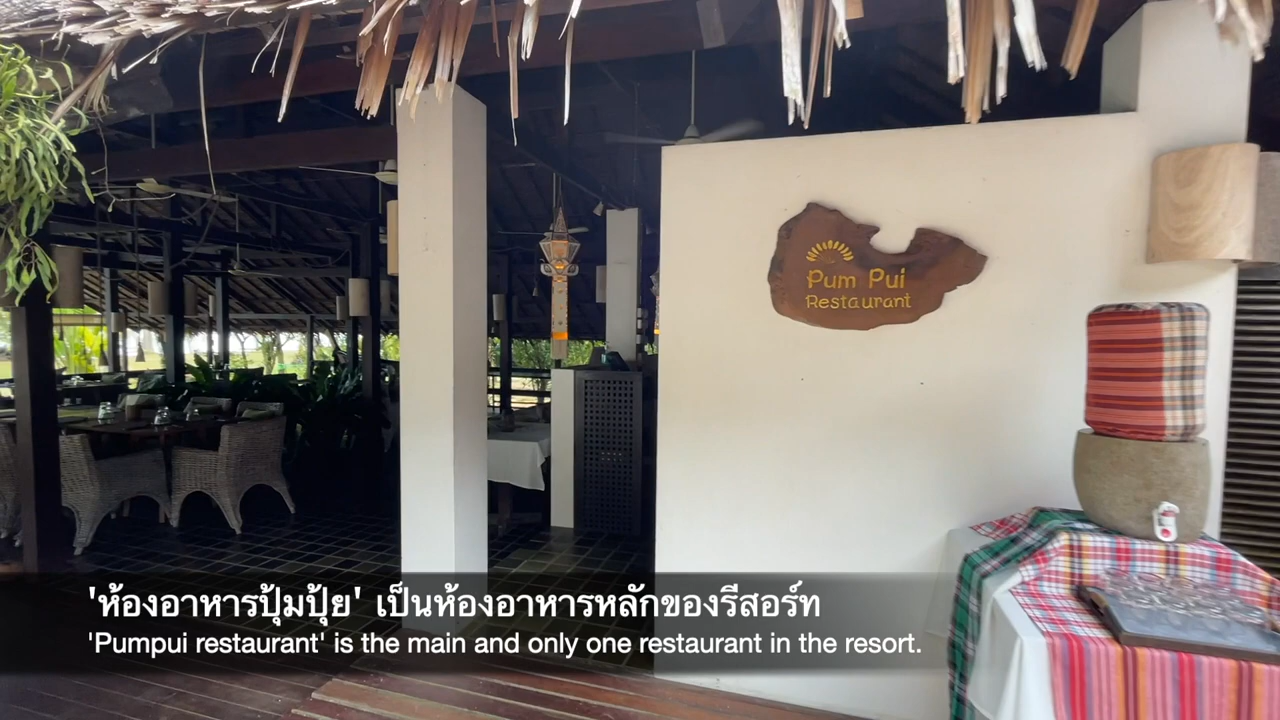 Pum Pui
Restaurant
'ห้องอาหารปุ้มปุ้ย' เป็นห้องอาหารหลักของรีสอร์ท
'Pumpui restaurant' is the main and only one restaurant in the resort.